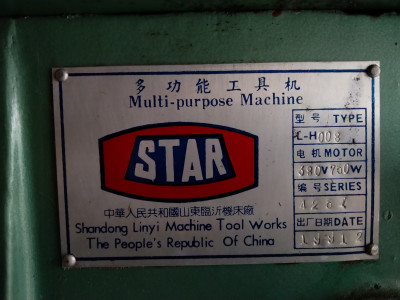 多功能工具机
Multi-purpose Machine
STAR
中華人民共和國山東臨沂機床廠
Shandong Linyi Machine Tool Works
The People's Republic Of China
型号 TYPE
电机 MOTOR
380V 750W
编号 SERIES
出厂日期 DATE